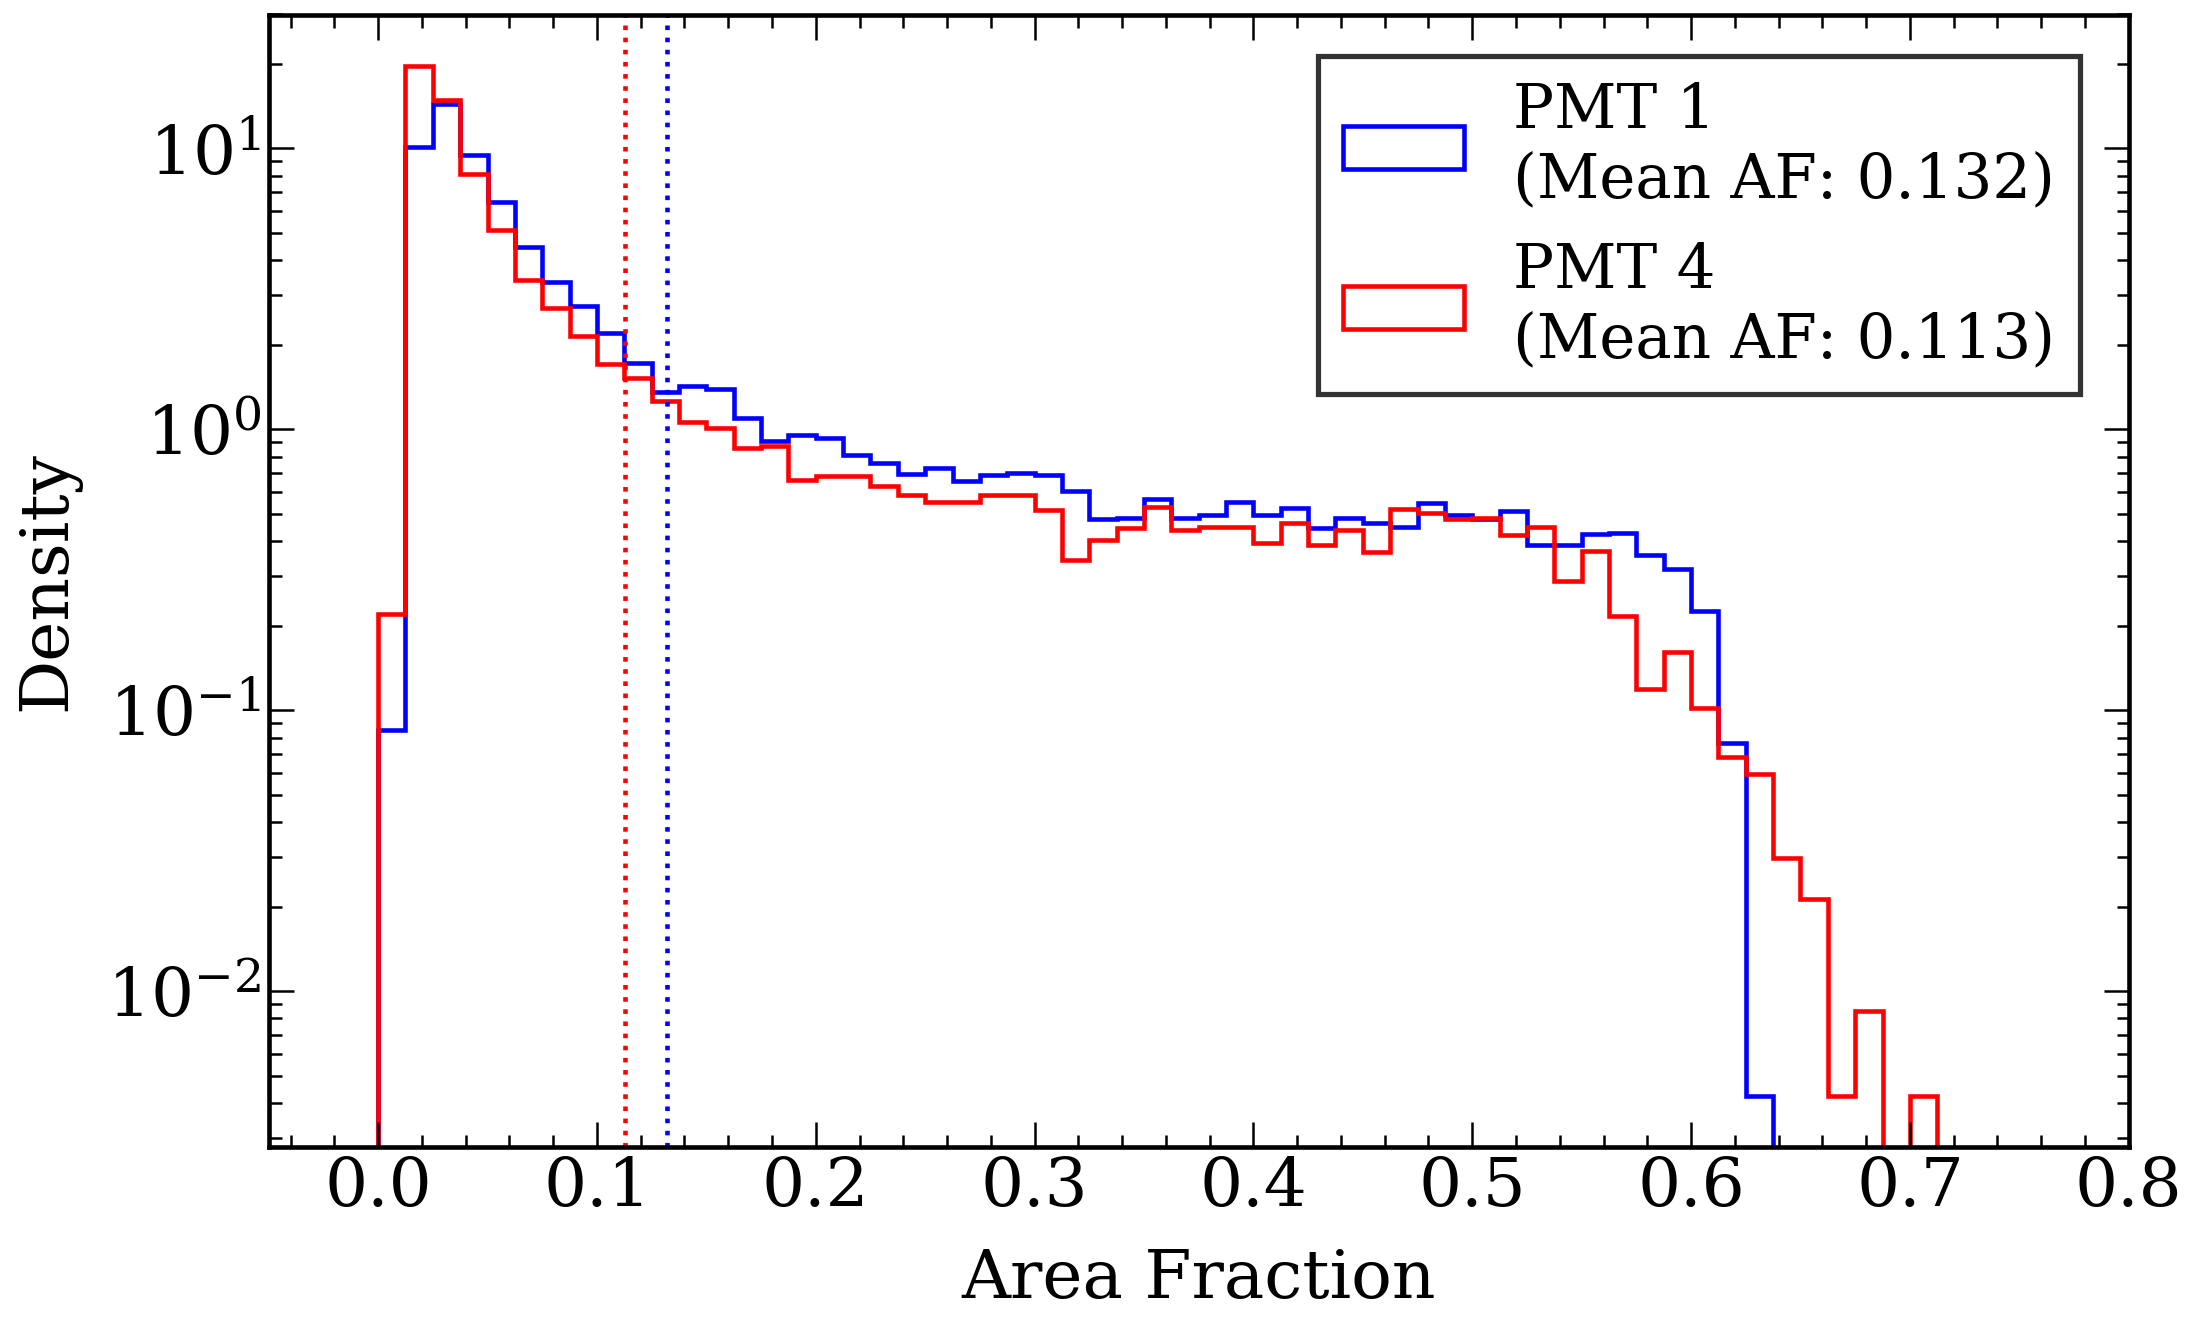 PMT 1
(Mean AF: 0.132)
PMT 4
(Mean AF: 0.113)
10¹
10⁰
10⁻¹
10⁻²
Density
0.0 0.1 0.2 0.3 0.4 0.5 0.6 0.7 0.8
Area Fraction